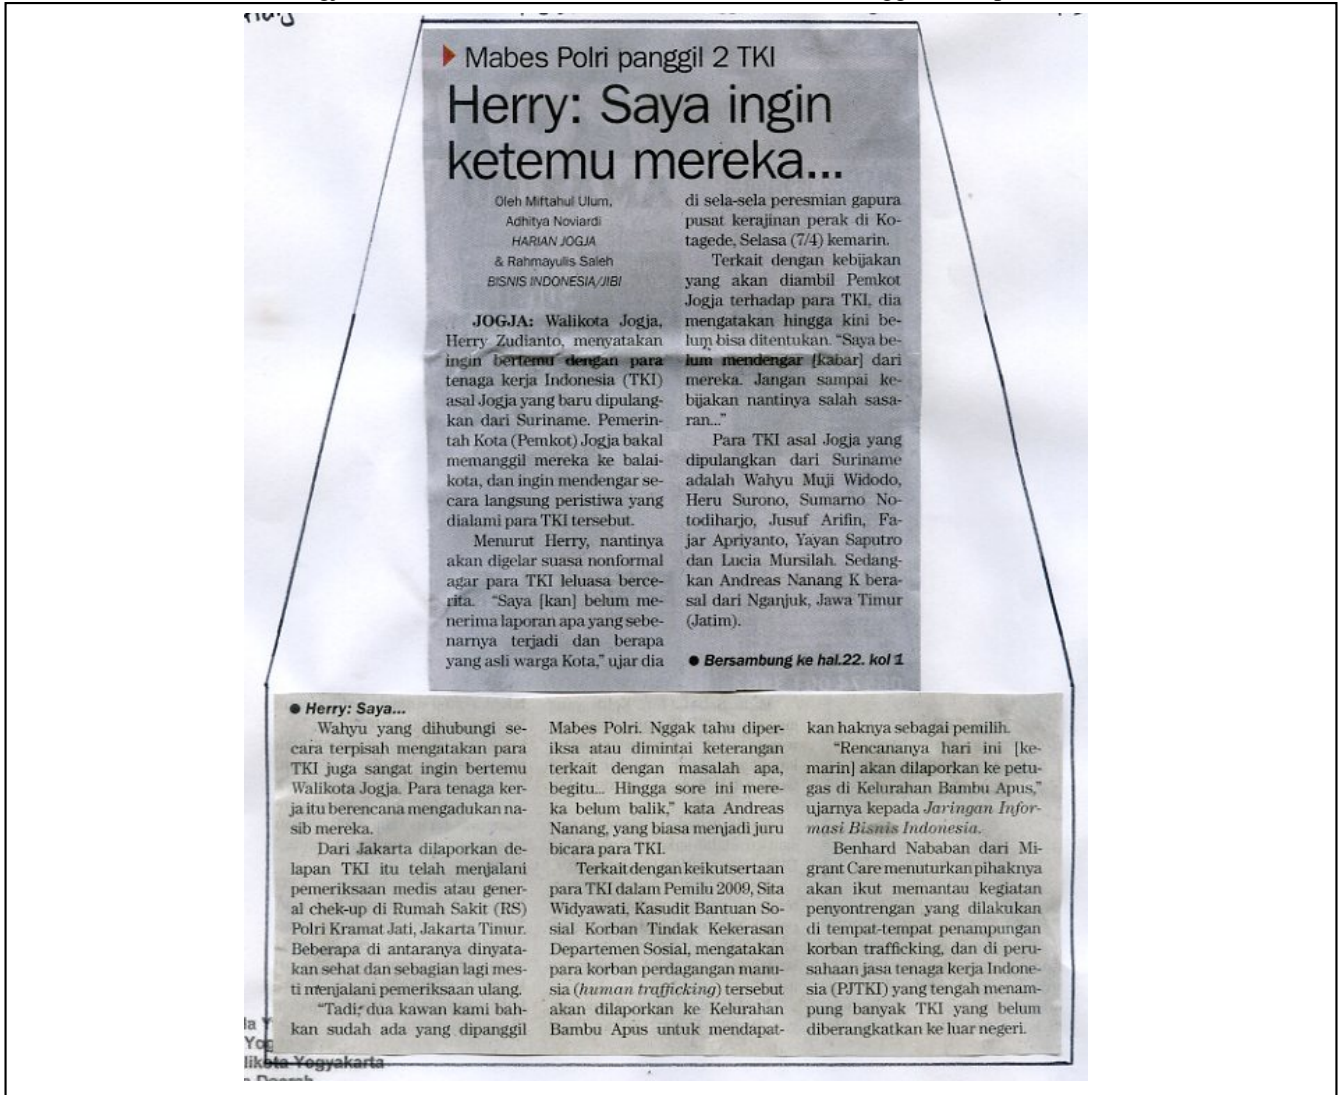 Mabes Polri panggil 2 TKI
Herry: Saya ingin
ketemu mereka...
Oleh Miftahul Ulum,
Adhitya Noviardi
HARIAN JOGJA
& Rahmayulis Saleh
BISNIS INDONESIA/JIBI
JOGJA: Walikota Jogja,
Herry Zudianto, menyatakan
ingin bertemu dengan para
tenaga kerja Indonesia (TKI)
asal Jogja yang baru dipulang-
kan dari Suriname. Pemerin-
tah Kota (Pemkot) Jogja bakal
memanggil mereka ke balai-
kota, dan ingin mendengar se-
cara langsung peristiwa yang
dialami para TKI tersebut.
Menurut Herry, nantinya
akan digelar suasa nonformal
agar para TKI leluasa berce-
rita. "Saya [kan] belum me-
nerima laporan apa yang sebe-
narnya terjadi dan berapa
yang asli warga Kota," ujar dia
di sela-sela peresmian gapura
pusat kerajinan perak di Ko-
tagede, Selasa (7/4) kemarin.
Terkait dengan kebijakan
yang akan diambil Pemkot
Jogja terhadap para TKI, dia
mengatakan hingga kini be-
lum bisa ditentukan. "Saya be-
lum mendengar [kabar] dari
mereka. Jangan sampai ke-
bijakan nantinya salah sasa-
ran..."
Para TKI asal Jogja yang
dipulangkan dari Suriname
adalah Wahyu Muji Widodo,
Heru Surono, Sumarno No-
todiharjo, Jusuf Arifin, Fa-
jar Apriyanto, Yayan Saputro
dan Lucia Mursilah. Sedang-
kan Andreas Nanang K bera-
sal dari Nganjuk, Jawa Timur
(Jatim).
● Bersambung ke hal.22. kol 1
● Herry: Saya...
Wahyu yang dihubungi se-
cara terpisah mengatakan para
TKI juga sangat ingin bertemu
Walikota Jogja. Para tenaga ker-
ja itu berencana mengadukan na-
sib mereka.
Dari Jakarta dilaporkan de-
lapan TKI itu telah menjalani
pemeriksaan medis atau gener-
al chek-up di Rumah Sakit (RS)
Polri Kramat Jati, Jakarta Timur.
Beberapa di antaranya dinyata-
kan sehat dan sebagian lagi mes-
ti menjalani pemeriksaan ulang.
"Tadi, dua kawan kami bah-
kan sudah ada yang dipanggil
Mabes Polri. Nggak tahu diper-
iksa atau dimintai keterangan
terkait dengan masalah apa,
begitu... Hingga sore ini mere-
ka belum balik," kata Andreas
Nanang, yang biasa menjadi juru
bicara para TKI.
Terkait dengan keikutsertaan
para TKI dalam Pemilu 2009, Sita
Widyawati, Kasudit Bantuan So-
sial Korban Tindak Kekerasan
Departemen Sosial, mengatakan
para korban perdagangan manu-
sia (human trafficking) tersebut
akan dilaporkan ke Kelurahan
Bambu Apus untuk mendapat-
kan haknya sebagai pemilih.
"Rencananya hari ini [ke-
marin] akan dilaporkan ke petu-
gas di Kelurahan Bambu Apus,"
ujarnya kepada Jaringan Infor-
masi Bisnis Indonesia.
Benhard Nababan dari Mi-
grant Care menuturkan pihaknya
akan ikut memantau kegiatan
penyontrengan yang dilakukan
di tempat-tempat penampungan
korban trafficking, dan di peru-
sahaan jasa tenaga kerja Indone-
sia (PJTKI) yang tengah menam-
pung banyak TKI yang belum
diberangkatkan ke luar negeri.
Yogyakarta